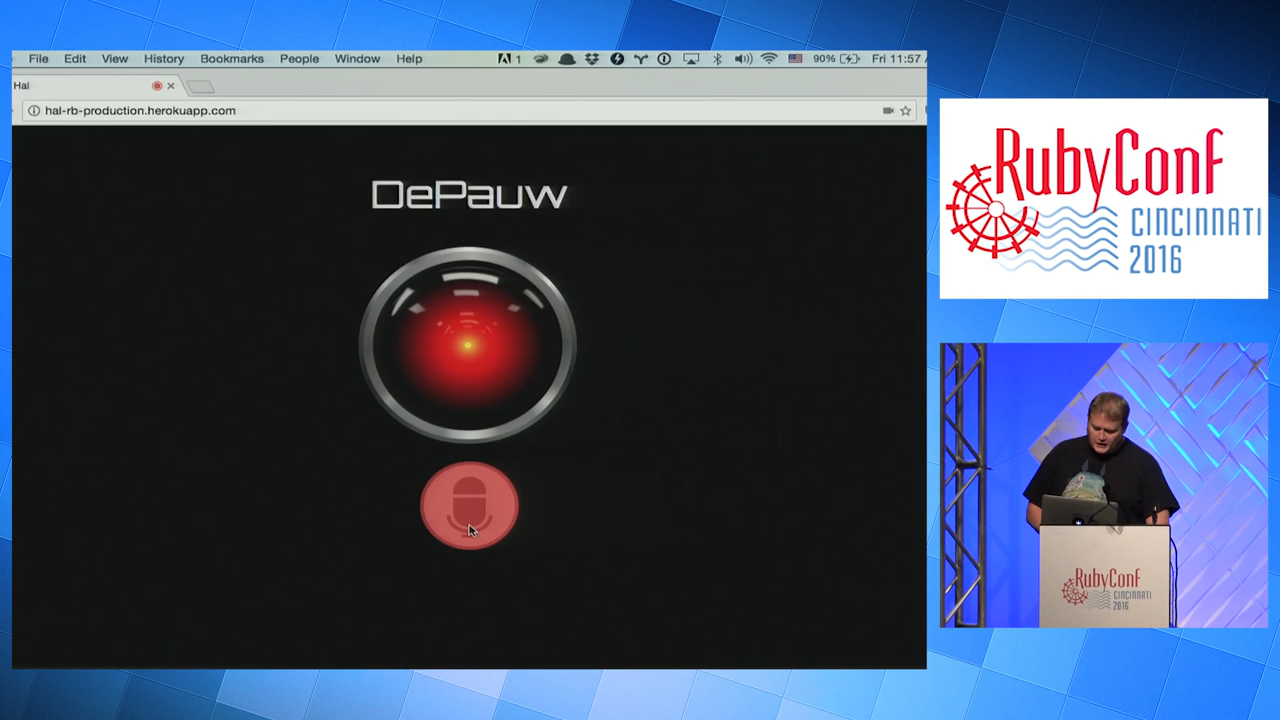 File Edit View History Bookmarks People Window Help 1 90% Fri 11:57
Hal
hal-rb-production.herokuapp.com
DePauw
RubyConf
CINCINNATI
2016
RubyConf
CINCINNATI
2016